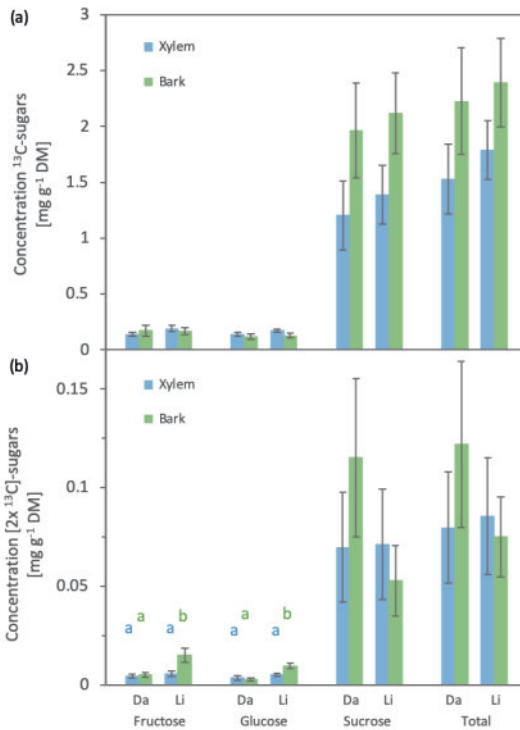 (a)
Xylem
Bark
Concentration ¹³C-sugars
[mg g⁻¹ DM]
3
2.5
2
1.5
1
0.5
0
(b)
Xylem
Bark
Concentration [2x ¹³C]-sugars
[mg g⁻¹ DM]
0.15
0.1
0.05
0
a a a b a a a b
Da Li Da Li Da Li Da Li
Fructose Glucose Sucrose Total